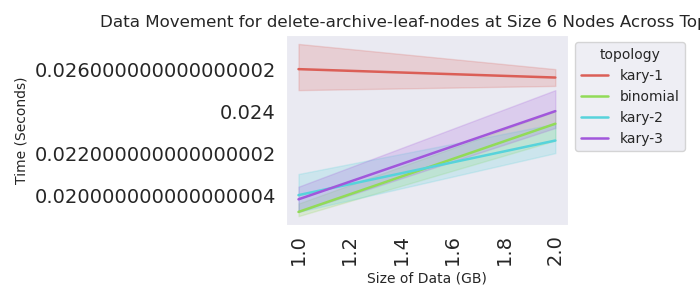 Data Movement for delete-archive-leaf-nodes at Size 6 Nodes Across
Time (Seconds)
0.026000000000000002
0.024
0.022000000000000002
0.020000000000000004
1.0
1.2
1.4
1.6
1.8
2.0
Size of Data (GB)
topology
kary-1
binomial
kary-2
kary-3